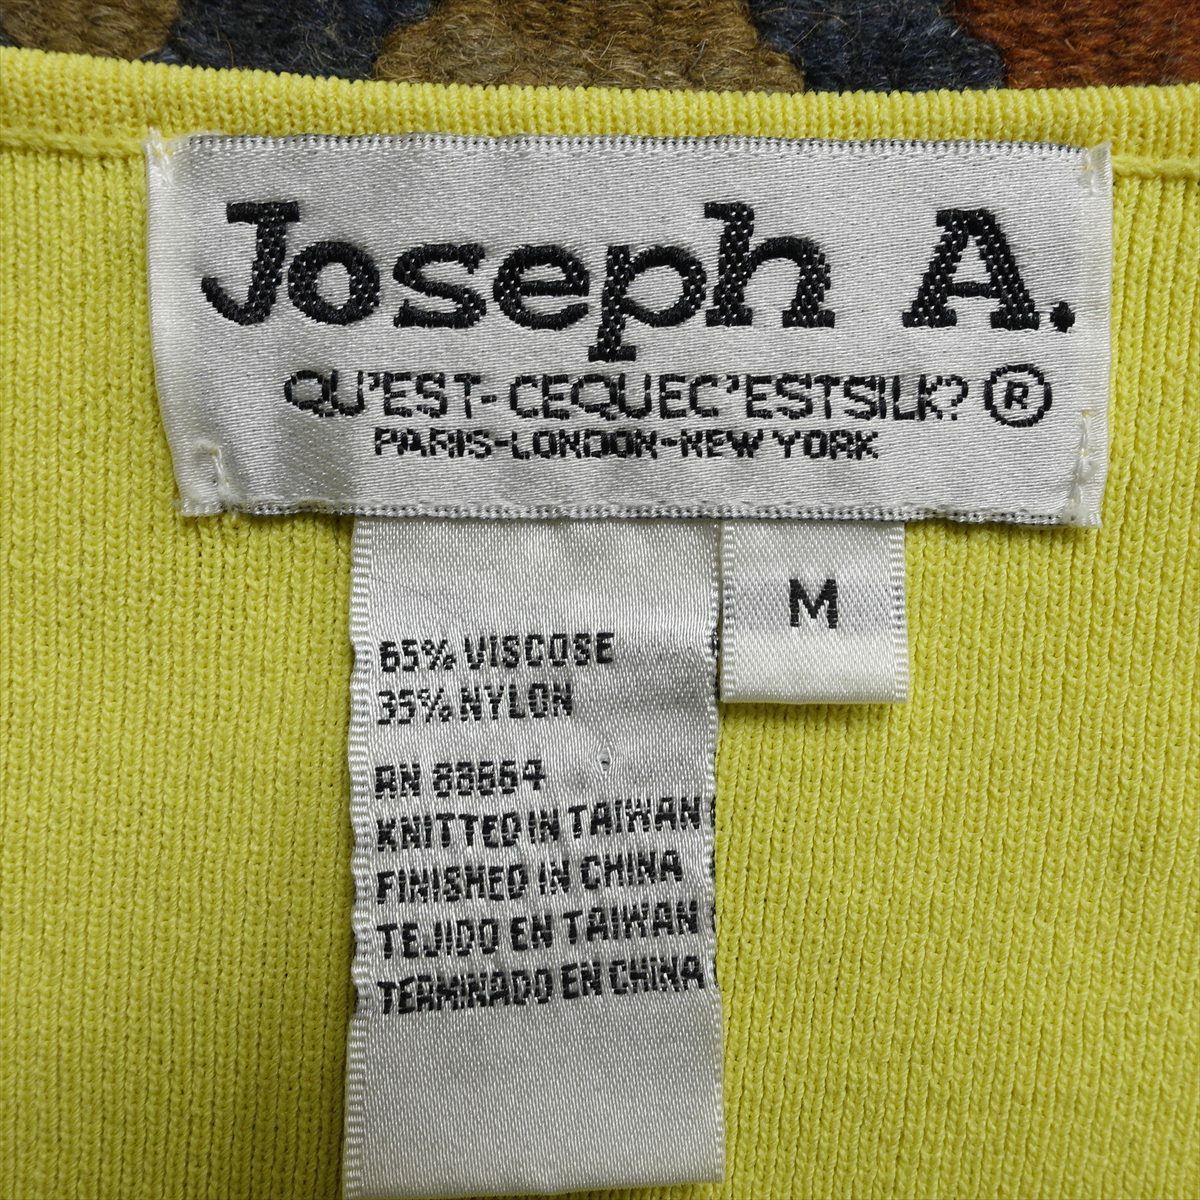 Joseph A.
QU'EST-CEQUEC'ESTSILK? ®
PARIS-LONDON-NEW YORK
M
65% VISCOSE
35% NYLON
RN 88664
KNITTED IN TAIWAN
FINISHED IN CHINA
TEJIDO EN TAIWAN
TERMINADO EN CHINA